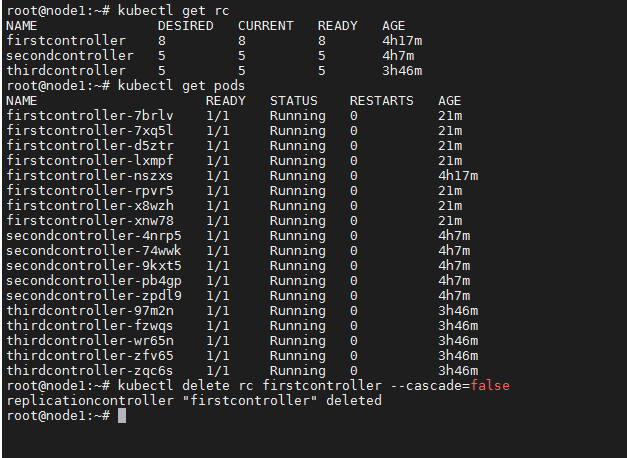 root@node1:~# kubectl get rc
NAME DESIRED CURRENT READY AGE
firstcontroller 8 8 8 4h17m
secondcontroller 5 5 5 4h7m
thirdcontroller 5 5 5 3h46m
root@node1:~# kubectl get pods
NAME READY STATUS RESTARTS AGE
firstcontroller-7brlv 1/1 Running 0 21m
firstcontroller-7xq5l 1/1 Running 0 21m
firstcontroller-d5ztr 1/1 Running 0 21m
firstcontroller-lxmpf 1/1 Running 0 21m
firstcontroller-nszxs 1/1 Running 0 4h17m
firstcontroller-rpvr5 1/1 Running 0 21m
firstcontroller-x8wzh 1/1 Running 0 21m
firstcontroller-xnw78 1/1 Running 0 21m
secondcontroller-4nrp5 1/1 Running 0 4h7m
secondcontroller-74wwk 1/1 Running 0 4h7m
secondcontroller-9kxt5 1/1 Running 0 4h7m
secondcontroller-pb4gp 1/1 Running 0 4h7m
secondcontroller-zpdl9 1/1 Running 0 4h7m
thirdcontroller-97m2n 1/1 Running 0 3h46m
thirdcontroller-fzwqs 1/1 Running 0 3h46m
thirdcontroller-wr65n 1/1 Running 0 3h46m
thirdcontroller-zfv65 1/1 Running 0 3h46m
thirdcontroller-zqc6s 1/1 Running 0 3h46m
root@node1:~# kubectl delete rc firstcontroller --cascade=false
replicationcontroller "firstcontroller" deleted
root@node1:~#